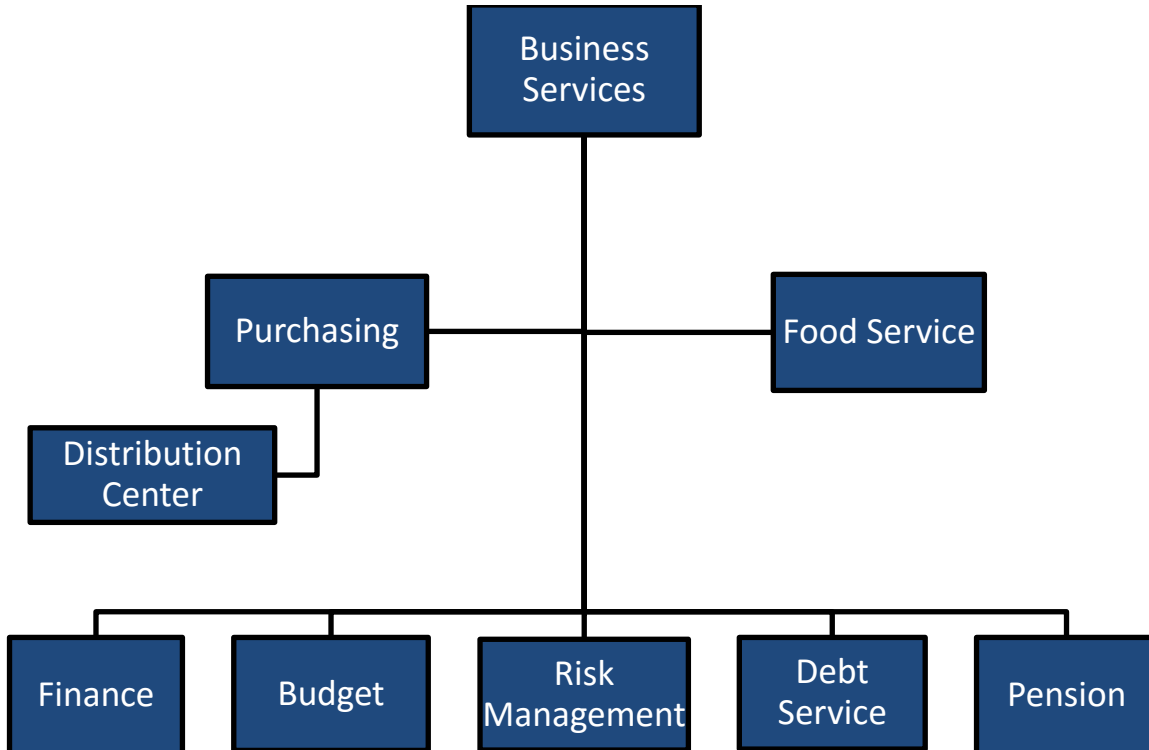 Business
Services
Purchasing
Food Service
Distribution
Center
Finance
Budget
Risk
Management
Debt
Service
Pension